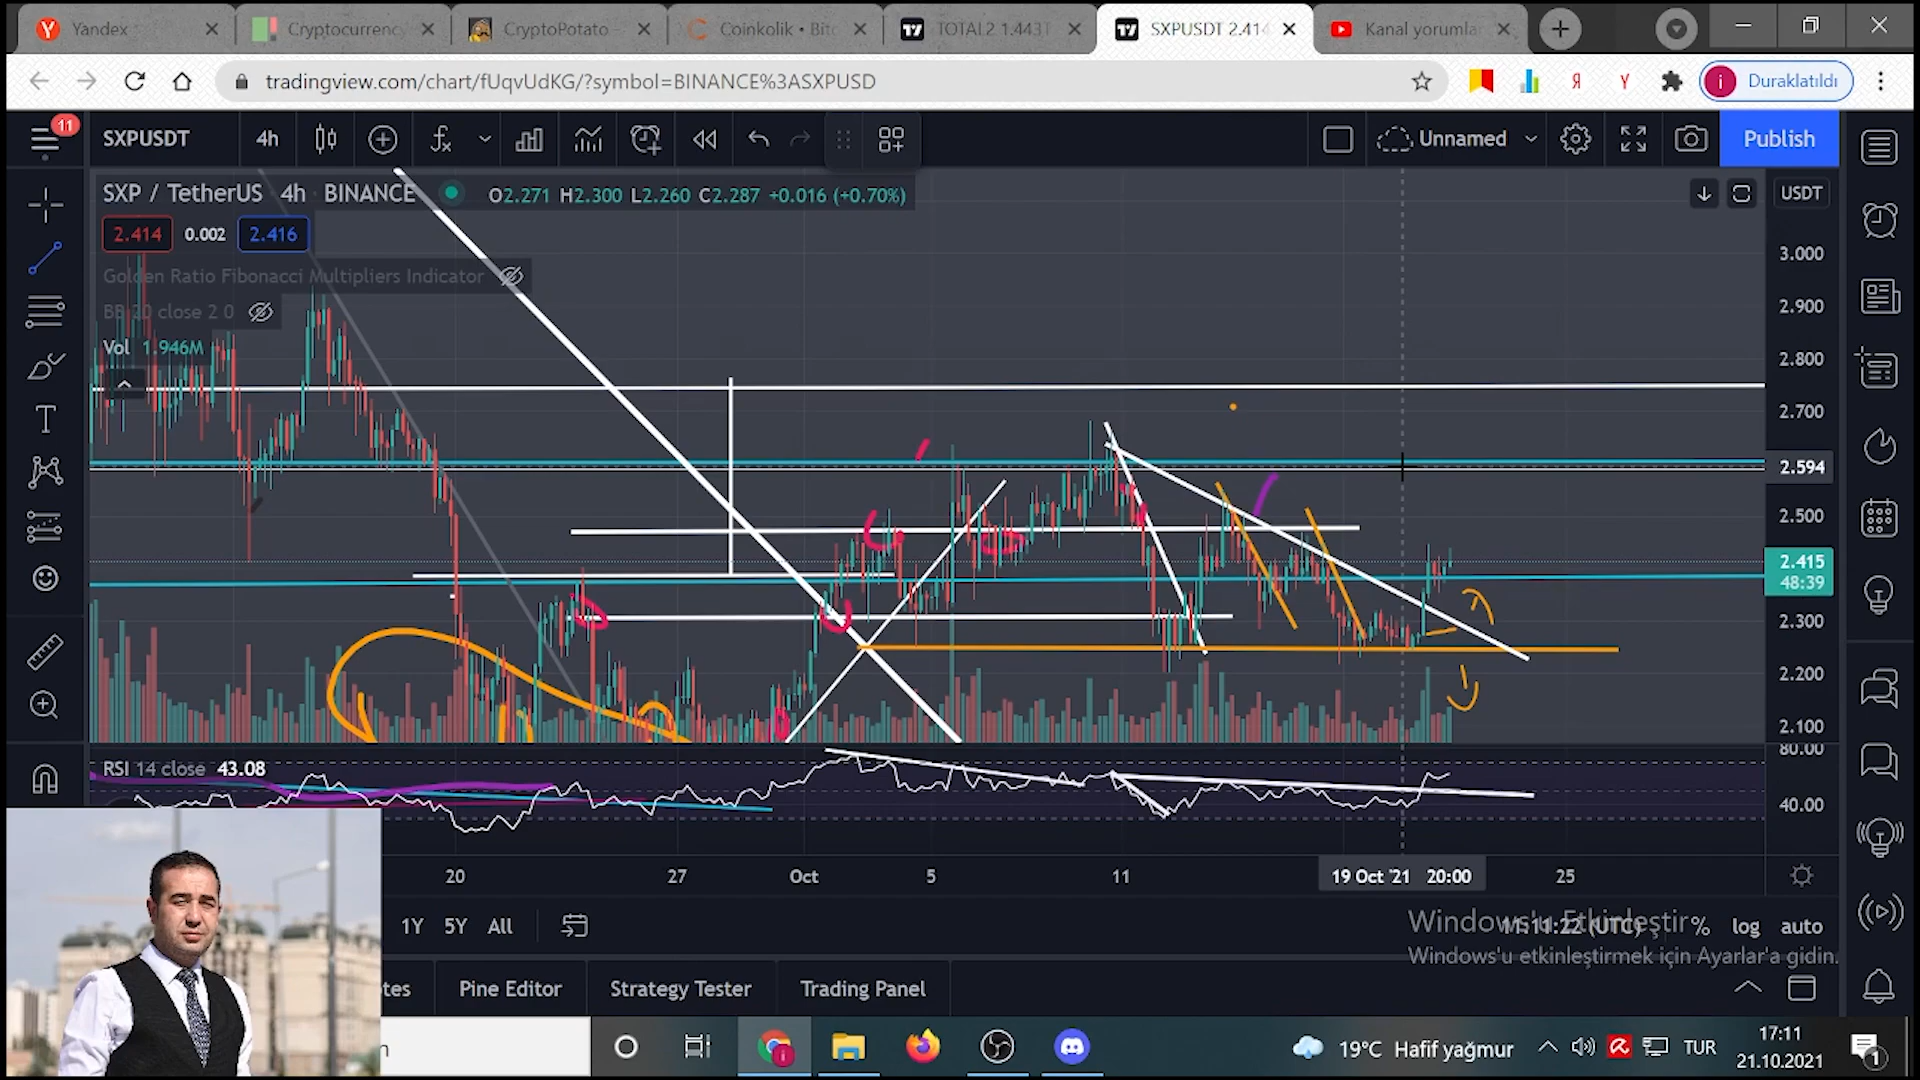 Yandex
Cryptocurrenc
CryptoPotato -
Coinkolik • Bitc
TOTAL2 1.443T
SXPUSDT 2.414
Kanal yorumla
tradingview.com/chart/fUqvUdKG/?symbol=BINANCE%3ASXPUSD
Duraklatıldı
11
SXPUSDT 4h
Unnamed
Publish
SXP / TetherUS 4h BINANCE O2.271 H2.300 L2.260 C2.287 +0.016 (+0.70%)
USDT
2.414 0.002 2.416
Golden Ratio Fibonacci Multipliers Indicator
BB 20 close 2 0
Vol 1.946M
3.000
2.900
2.800
2.700
2.594
2.500
2.415
48:39
2.300
2.200
2.100
80.00
RSI 14 close 43.08
40.00
20 27 Oct 5 11 19 Oct '21 20:00 25
1Y 5Y All
11:11:22 (UTC) % log auto
Windows'u Etkinleştir
Windows'u etkinleştirmek için Ayarlar'a gidin.
Pine Editor Strategy Tester Trading Panel
19°C Hafif yağmur
TUR
17:11
21.10.2021
1